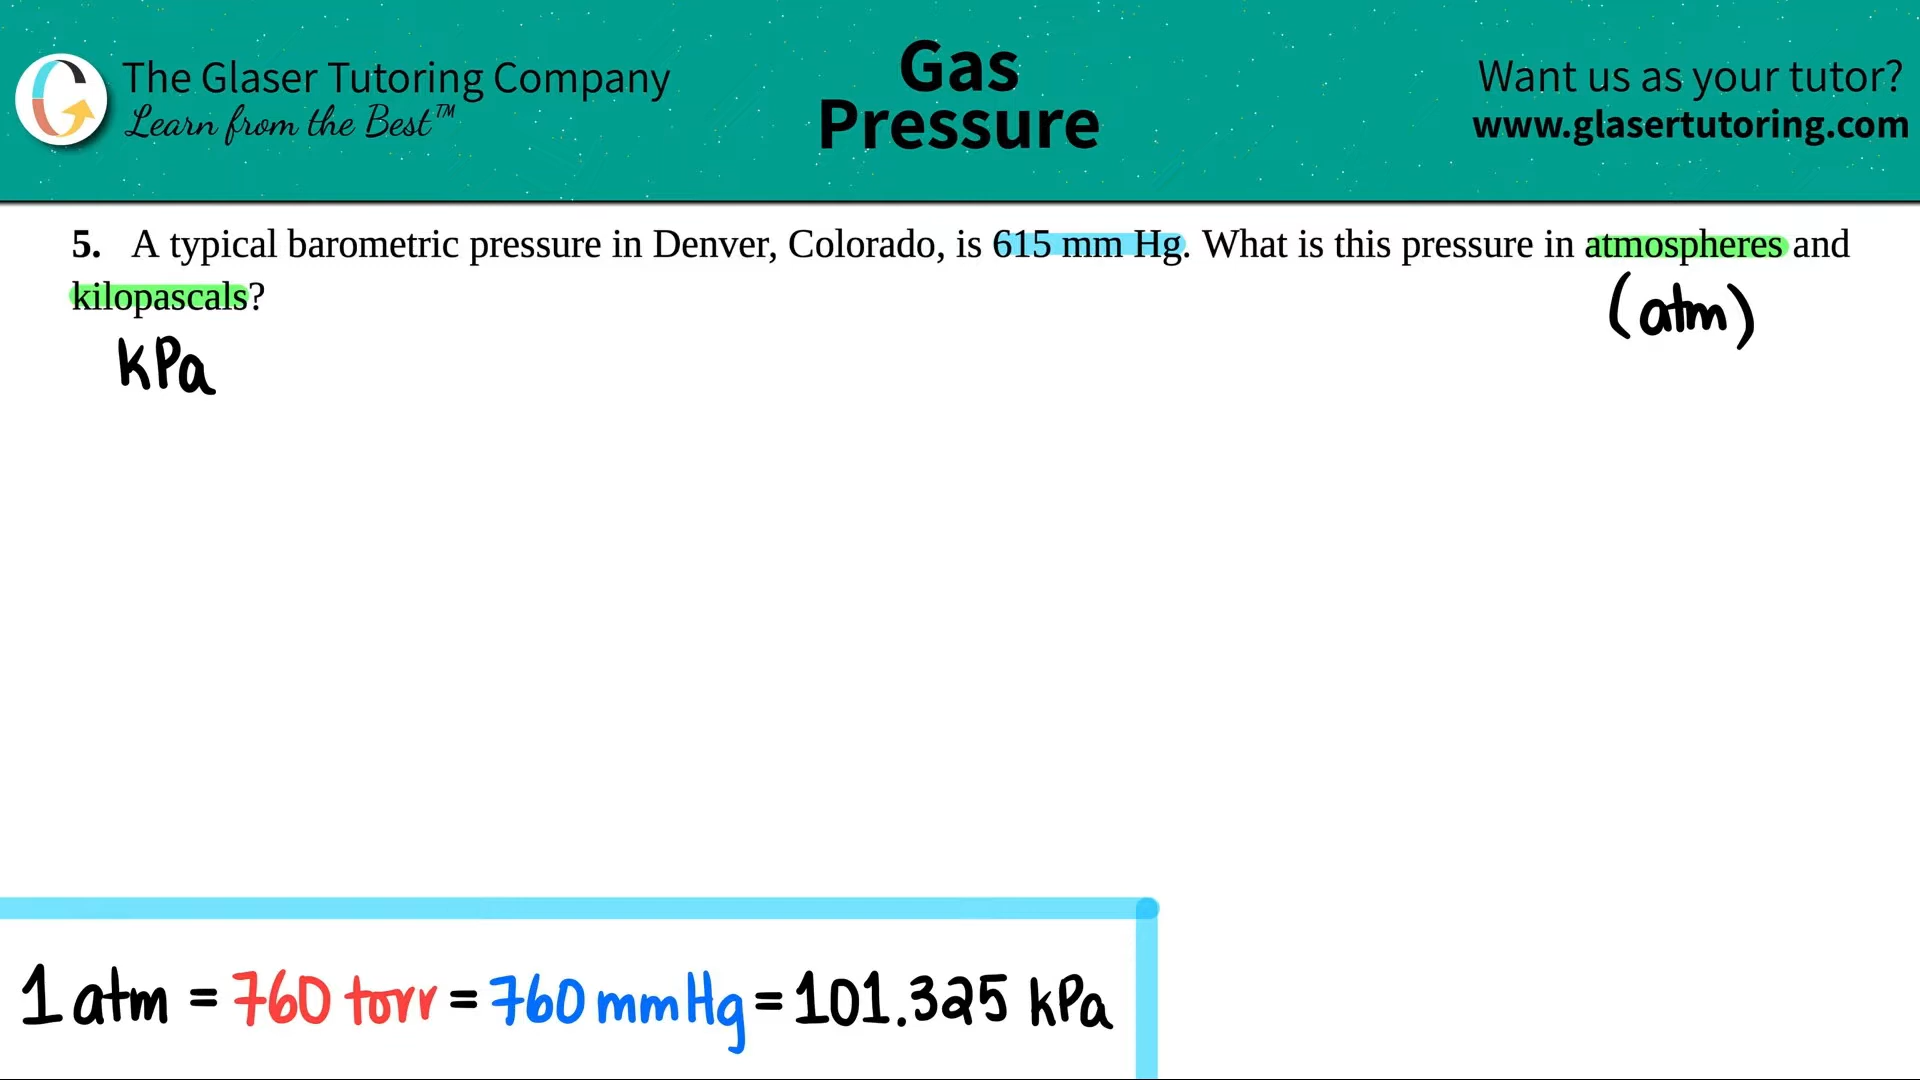 The Glaser Tutoring Company
Learn from the Best™
Gas
Pressure
Want us as your tutor?
www.glasertutoring.com
5. A typical barometric pressure in Denver, Colorado, is 615 mm Hg. What is this pressure in atmospheres and
kilopascals?
(atm)
kPa
1 atm = 760 torr = 760 mmHg = 101.325 kPa